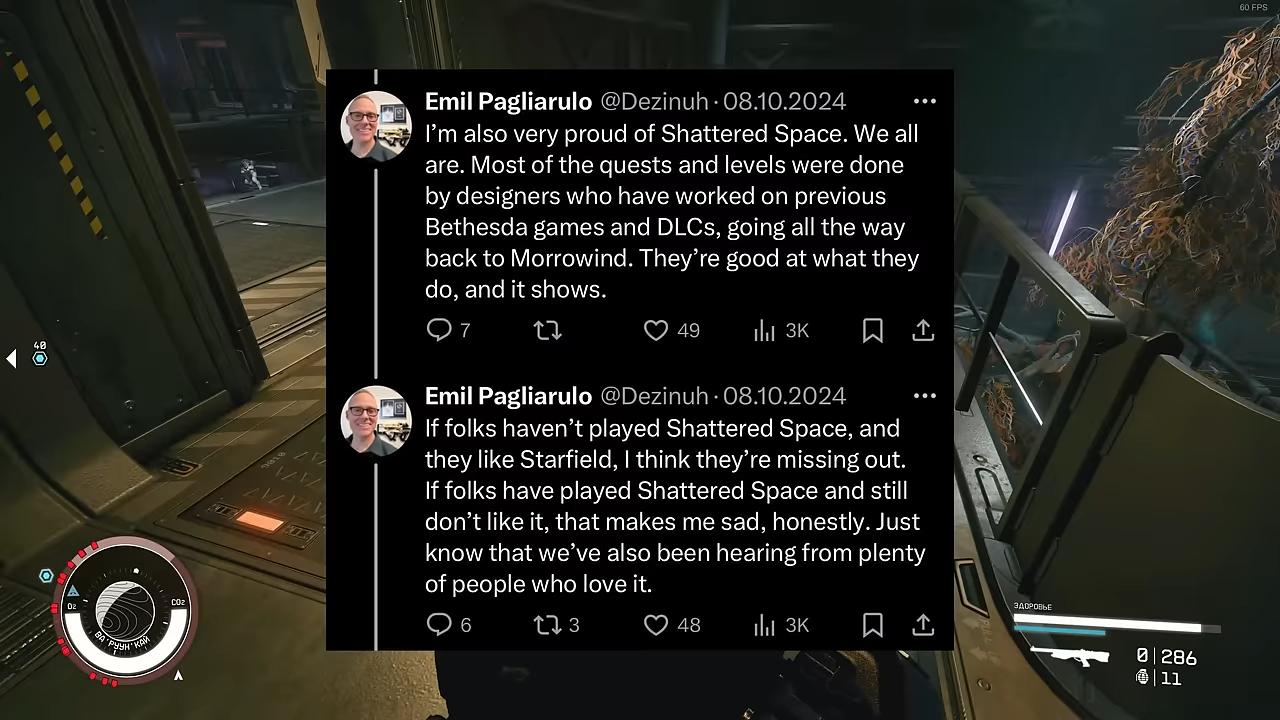 60 FPS
Emil Pagliarulo @Dezinuh · 08.10.2024
I’m also very proud of Shattered Space. We all
are. Most of the quests and levels were done
by designers who have worked on previous
Bethesda games and DLCs, going all the way
back to Morrowind. They’re good at what they
do, and it shows.
7 49 3K
40
Emil Pagliarulo @Dezinuh · 08.10.2024
If folks haven’t played Shattered Space, and
they like Starfield, I think they’re missing out.
If folks have played Shattered Space and still
don’t like it, that makes me sad, honestly. Just
know that we’ve also been hearing from plenty
of people who love it.
6 3 48 3K
O2 CO2
ВА'РУУН'КАЙ
ЗДОРОВЬЕ
0|286
11